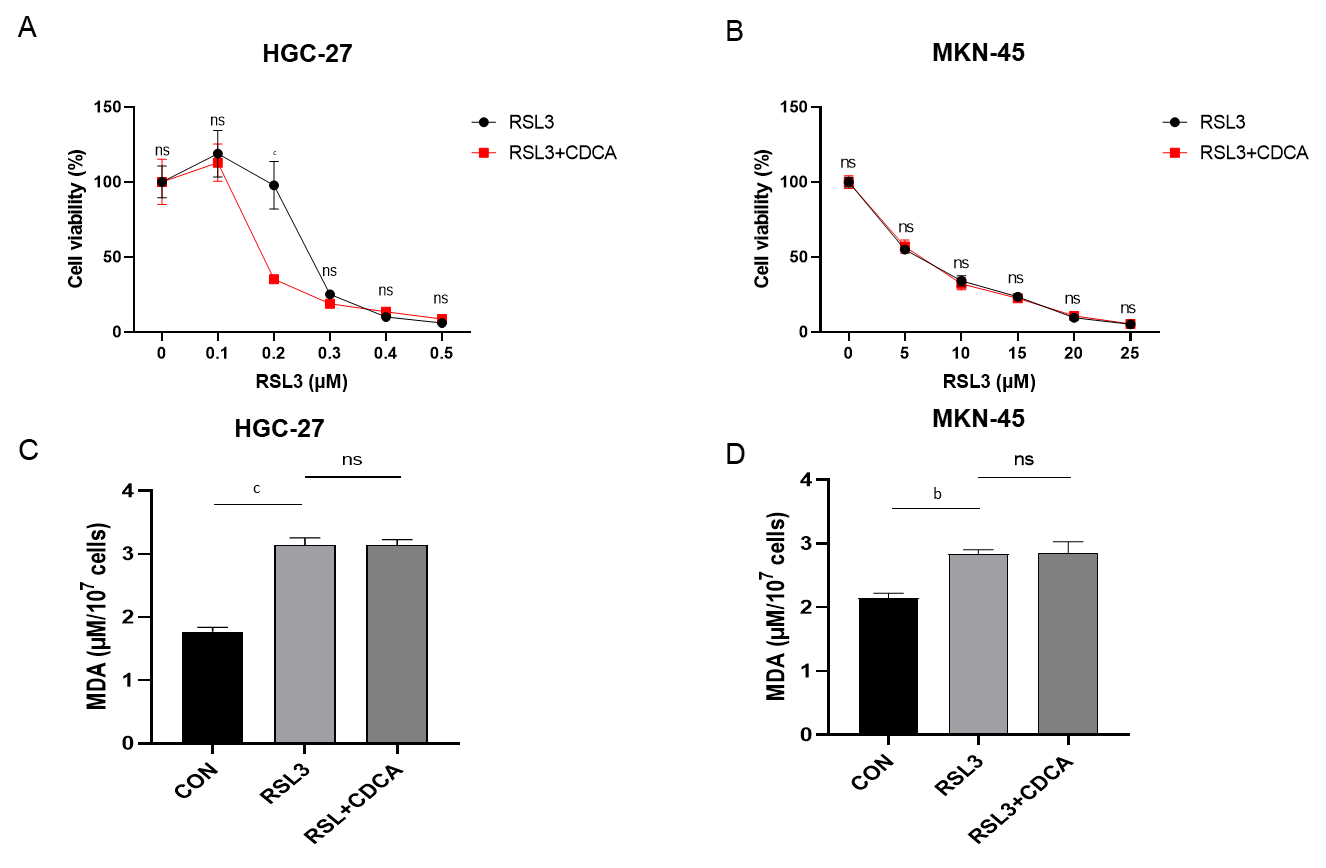 A
HGC-27
Cell viability (%)
150
100
50
0
ns
ns
c
ns
ns
ns
0 0.1 0.2 0.3 0.4 0.5
RSL3 (μM)
RSL3
RSL3+CDCA
B
MKN-45
Cell viability (%)
150
100
50
0
ns
ns
ns
ns
ns
ns
0 5 10 15 20 25
RSL3 (μM)
RSL3
RSL3+CDCA
C
HGC-27
MDA (μM/10⁷ cells)
4
3
2
1
0
c
ns
CON
RSL3
RSL+CDCA
D
MKN-45
MDA (μM/10⁷ cells)
4
3
2
1
0
b
ns
CON
RSL3
RSL3+CDCA